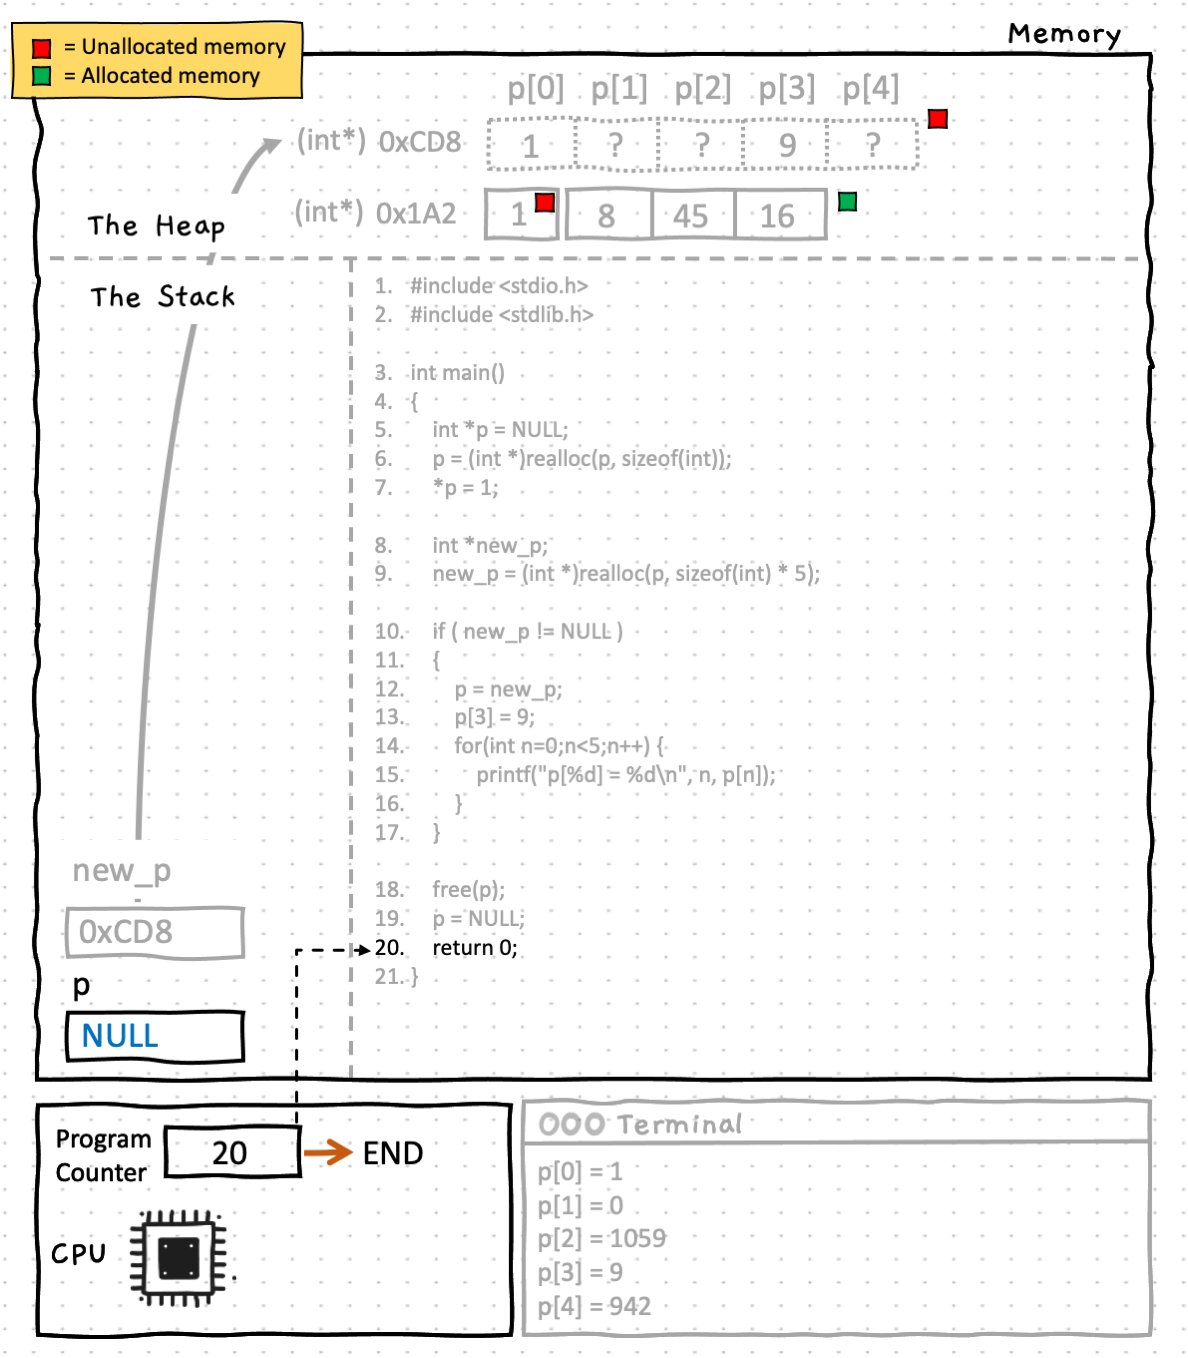 Memory
= Unallocated memory
= Allocated memory
p[0] p[1] p[2] p[3] p[4]
(int*) 0xCD8 1 ? ? 9 ?
(int*) 0x1A2 1 8 45 16
The Heap
The Stack
1. #include <stdio.h>
2. #include <stdlib.h>
3. int main()
4. {
5. int *p = NULL;
6. p = (int *)realloc(p, sizeof(int));
7. *p = 1;
8. int *new_p;
9. new_p = (int *)realloc(p, sizeof(int) * 5);
10. if ( new_p != NULL )
11. {
12. p = new_p;
13. p[3] = 9;
14. for(int n=0;n<5;n++) {
15. printf("p[%d] = %d\n", n, p[n]);
16. }
17. }
18. free(p);
19. p = NULL;
20. return 0;
21. }
new_p
0xCD8
p
NULL
Program
Counter
20
END
CPU
Terminal
p[0] = 1
p[1] = 0
p[2] = 1059
p[3] = 9
p[4] = 942